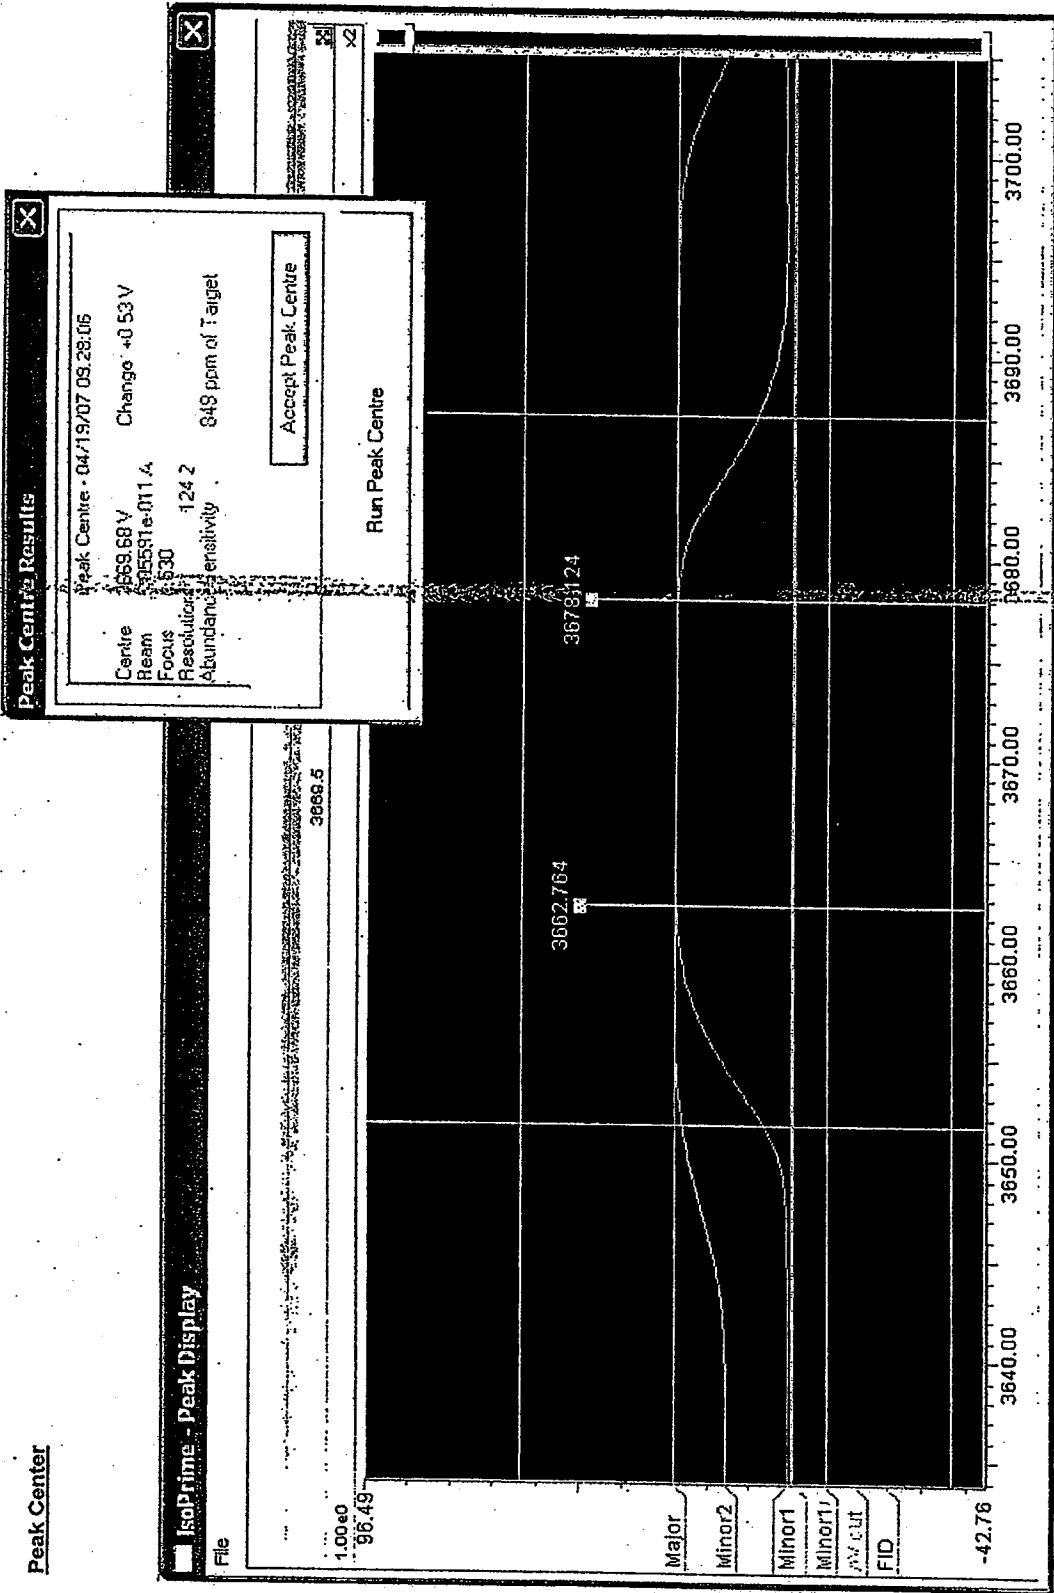 Peak Center
IsoPrime - Peak Display
File
3669.5
1.00e0
x2
96.49
Peak Centre Results
Peak Centre - 04/19/07 09:28:06
Centre 3669.68 V Change +0.53 V
Beam
Focus
Resolution 124.2
Abundance Sensitivity 849 ppm of Target
Accept Peak Centre
Run Peak Centre
3662.764
3678.124
Major
Minor2
Minor1
Minor1/
FID
-42.76
3640.00 3650.00 3660.00 3670.00 3680.00 3690.00 3700.00